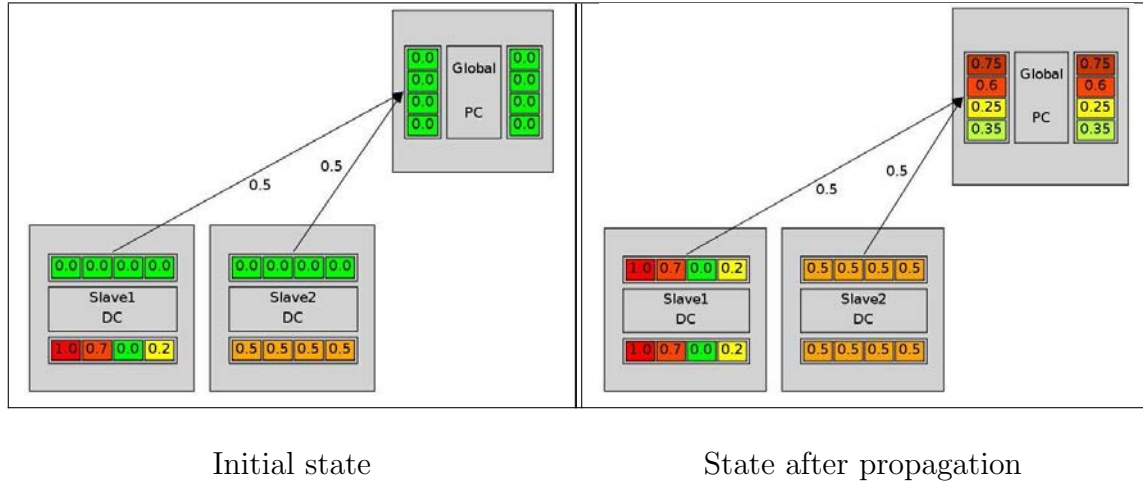 0.0 0.0
0.0 Global 0.0
0.0 PC 0.0
0.0 0.0
0.5
0.5
0.0 0.0 0.0 0.0
Slave1
DC
1.0 0.7 0.0 0.2
0.0 0.0 0.0 0.0
Slave2
DC
0.5 0.5 0.5 0.5
0.75 0.75
0.6 Global 0.6
0.25 PC 0.25
0.35 0.35
0.5
0.5
1.0 0.7 0.0 0.2
Slave1
DC
1.0 0.7 0.0 0.2
0.5 0.5 0.5 0.5
Slave2
DC
0.5 0.5 0.5 0.5
Initial state
State after propagation